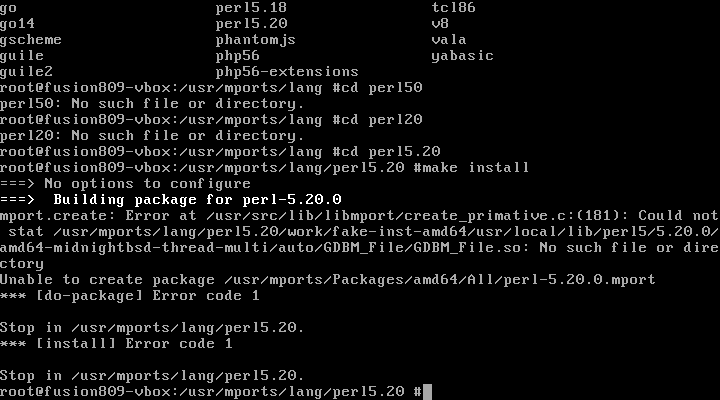 go perl5.18 tcl86
go14 perl5.20 v8
gscheme phantomjs vala
guile php56 yabasic
guile2 php56-extensions
root@fusion809-vbox:/usr/mports/lang #cd perl50
perl50: No such file or directory.
root@fusion809-vbox:/usr/mports/lang #cd perl20
perl20: No such file or directory.
root@fusion809-vbox:/usr/mports/lang #cd perl5.20
root@fusion809-vbox:/usr/mports/lang/perl5.20 #make install
===> No options to configure
===>  Building package for perl-5.20.0
mport.create: Error at /usr/src/lib/libmport/create_primative.c:(181): Could not
 stat /usr/mports/lang/perl5.20/work/fake-inst-amd64/usr/local/lib/perl5/5.20.0/
amd64-midnightbsd-thread-multi/auto/GDBM_File/GDBM_File.so: No such file or dire
ctory
Unable to create package /usr/mports/Packages/amd64/All/perl-5.20.0.mport
*** [do-package] Error code 1
Stop in /usr/mports/lang/perl5.20.
*** [install] Error code 1
Stop in /usr/mports/lang/perl5.20.
root@fusion809-vbox:/usr/mports/lang/perl5.20 #